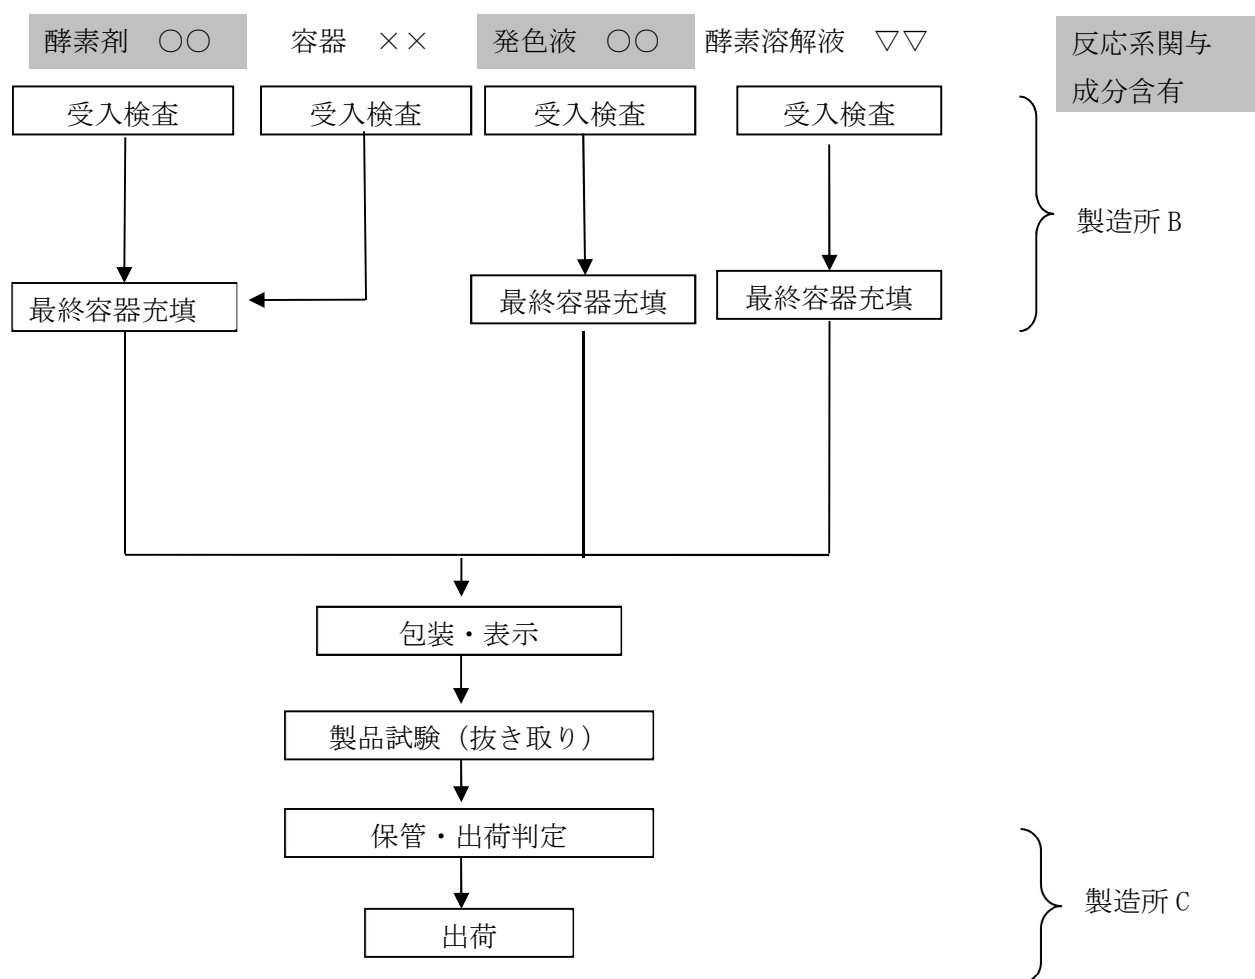 酵素剤　○○
容器　××
発色液　○○
酵素溶解液　▽▽
反応系関与
成分含有
受入検査
受入検査
受入検査
受入検査
製造所 B
最終容器充填
最終容器充填
最終容器充填
包装・表示
製品試験（抜き取り）
保管・出荷判定
製造所 C
出荷